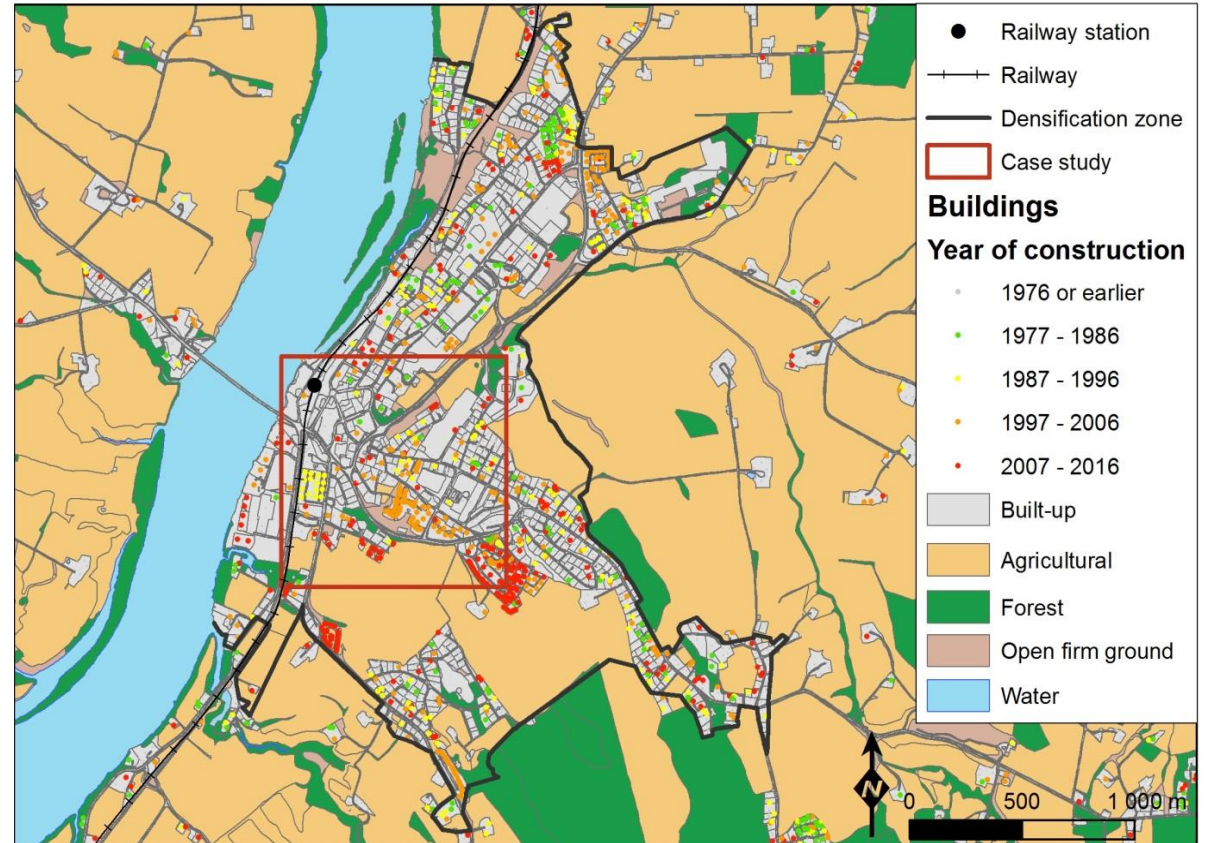 Railway station
Railway
Densification zone
Case study
Buildings
Year of construction
1976 or earlier
1977 - 1986
1987 - 1996
1997 - 2006
2007 - 2016
Built-up
Agricultural
Forest
Open firm ground
Water
N
0 500 1 000 m